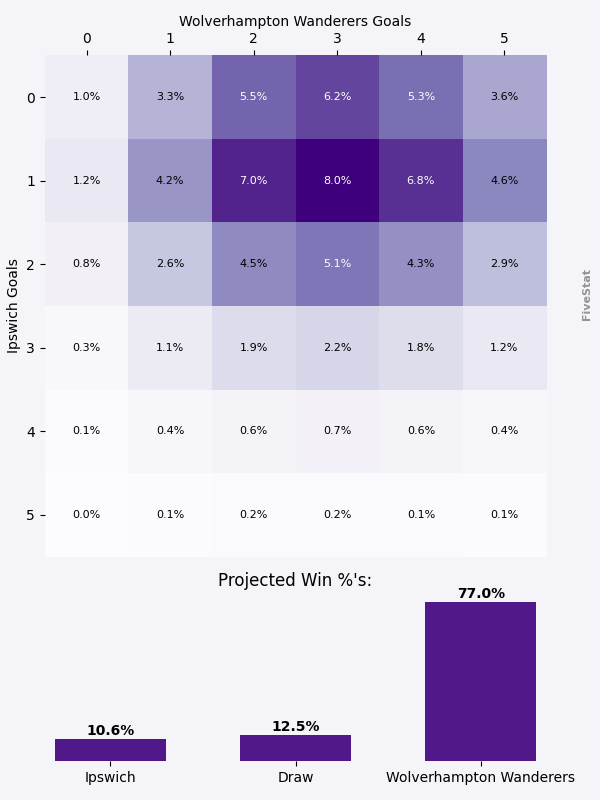 Wolverhampton Wanderers Goals
0 1 2 3 4 5
0 1.0% 3.3% 5.5% 6.2% 5.3% 3.6%
1 1.2% 4.2% 7.0% 8.0% 6.8% 4.6%
2 0.8% 2.6% 4.5% 5.1% 4.3% 2.9%
3 0.3% 1.1% 1.9% 2.2% 1.8% 1.2%
4 0.1% 0.4% 0.6% 0.7% 0.6% 0.4%
5 0.0% 0.1% 0.2% 0.2% 0.1% 0.1%
Ipswich Goals
FiveStat
Projected Win %'s:
10.6% 12.5% 77.0%
Ipswich Draw Wolverhampton Wanderers